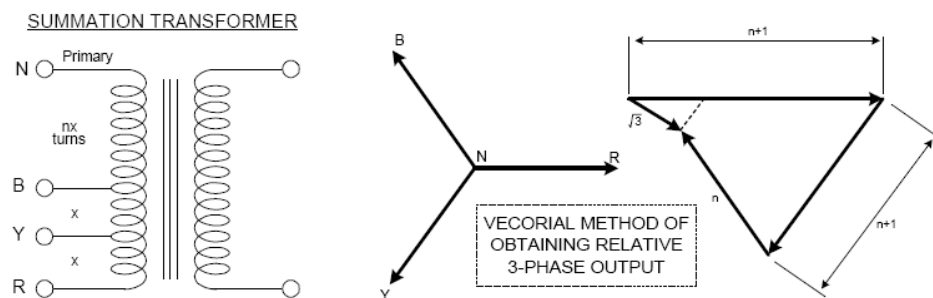 SUMMATION TRANSFORMER
Primary
N
nx
turns
B
x
Y
x
R
B
N
R
Y
VECORIAL METHOD OF
OBTAINING RELATIVE
3-PHASE OUTPUT
n+1
√3
n
n+1